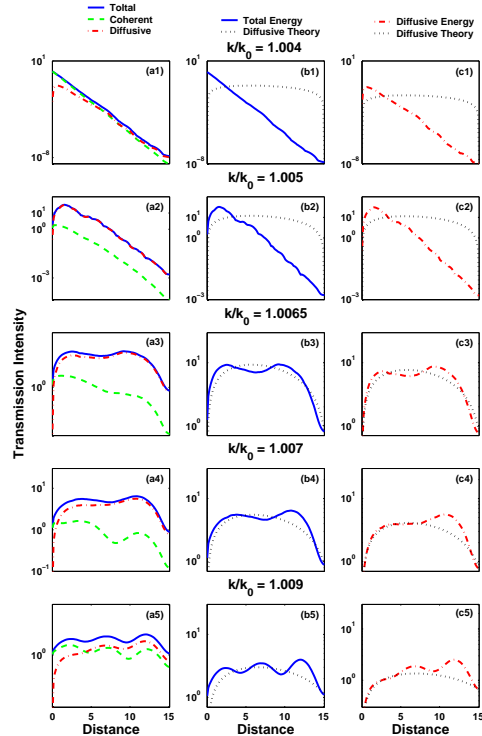 Toltal
Coherent
Diffusive
Total Energy
Diffusive Theory
Diffusive Energy
Diffusive Theory
k/k0 = 1.004
10^1
(a1)
10^-8
10^1
(b1)
10^-8
10^1
(c1)
10^-8
k/k0 = 1.005
10^1
10^0
(a2)
10^-3
10^1
10^0
(b2)
10^-3
10^1
10^0
(c2)
10^-3
k/k0 = 1.0065
(a3)
10^0
10^1
(b3)
10^0
10^1
(c3)
10^0
k/k0 = 1.007
10^1
(a4)
10^0
10^-1
10^1
(b4)
10^0
10^1
(c4)
10^0
k/k0 = 1.009
(a5)
10^0
10^1
(b5)
10^0
10^1
(c5)
10^0
0 5 10 15
0 5 10 15
0 5 10 15
Distance
Distance
Distance
Transmission Intensity